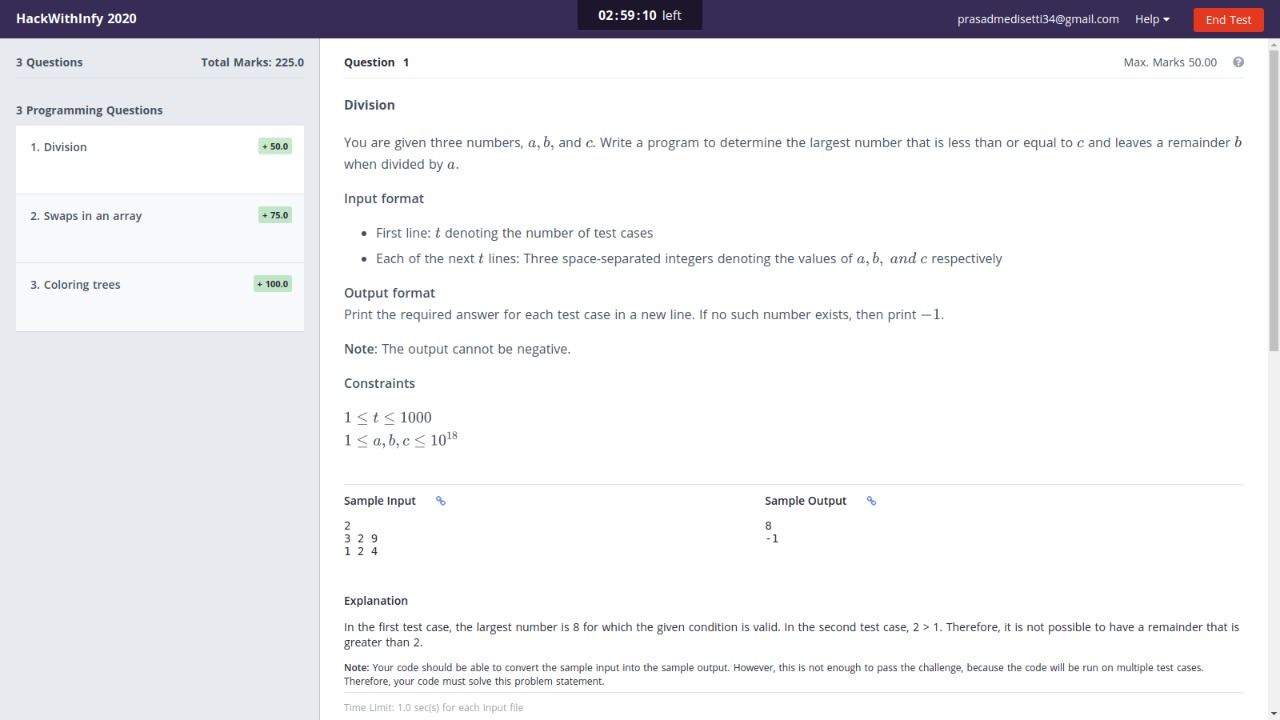 HackWithInfy 2020
02:59:10 left
prasadmedisetti34@gmail.com
Help
End Test
3 Questions
Total Marks: 225.0
3 Programming Questions
1. Division
+ 50.0
2. Swaps in an array
+ 75.0
3. Coloring trees
+ 100.0
Question 1
Max. Marks 50.00
?
Division
You are given three numbers, a, b, and c. Write a program to determine the largest number that is less than or equal to c and leaves a remainder b
when divided by a.
Input format
• First line: t denoting the number of test cases
• Each of the next t lines: Three space-separated integers denoting the values of a, b, and c respectively
Output format
Print the required answer for each test case in a new line. If no such number exists, then print −1.
Note: The output cannot be negative.
Constraints
1 ≤ t ≤ 1000
1 ≤ a, b, c ≤ 10^18
Sample Input
2
3 2 9
1 2 4
Sample Output
8
-1
Explanation
In the first test case, the largest number is 8 for which the given condition is valid. In the second test case, 2 > 1. Therefore, it is not possible to have a remainder that is
greater than 2.
Note: Your code should be able to convert the sample input into the sample output. However, this is not enough to pass the challenge, because the code will be run on multiple test cases.
Therefore, your code must solve this problem statement.
Time Limit: 1.0 sec(s) for each input file